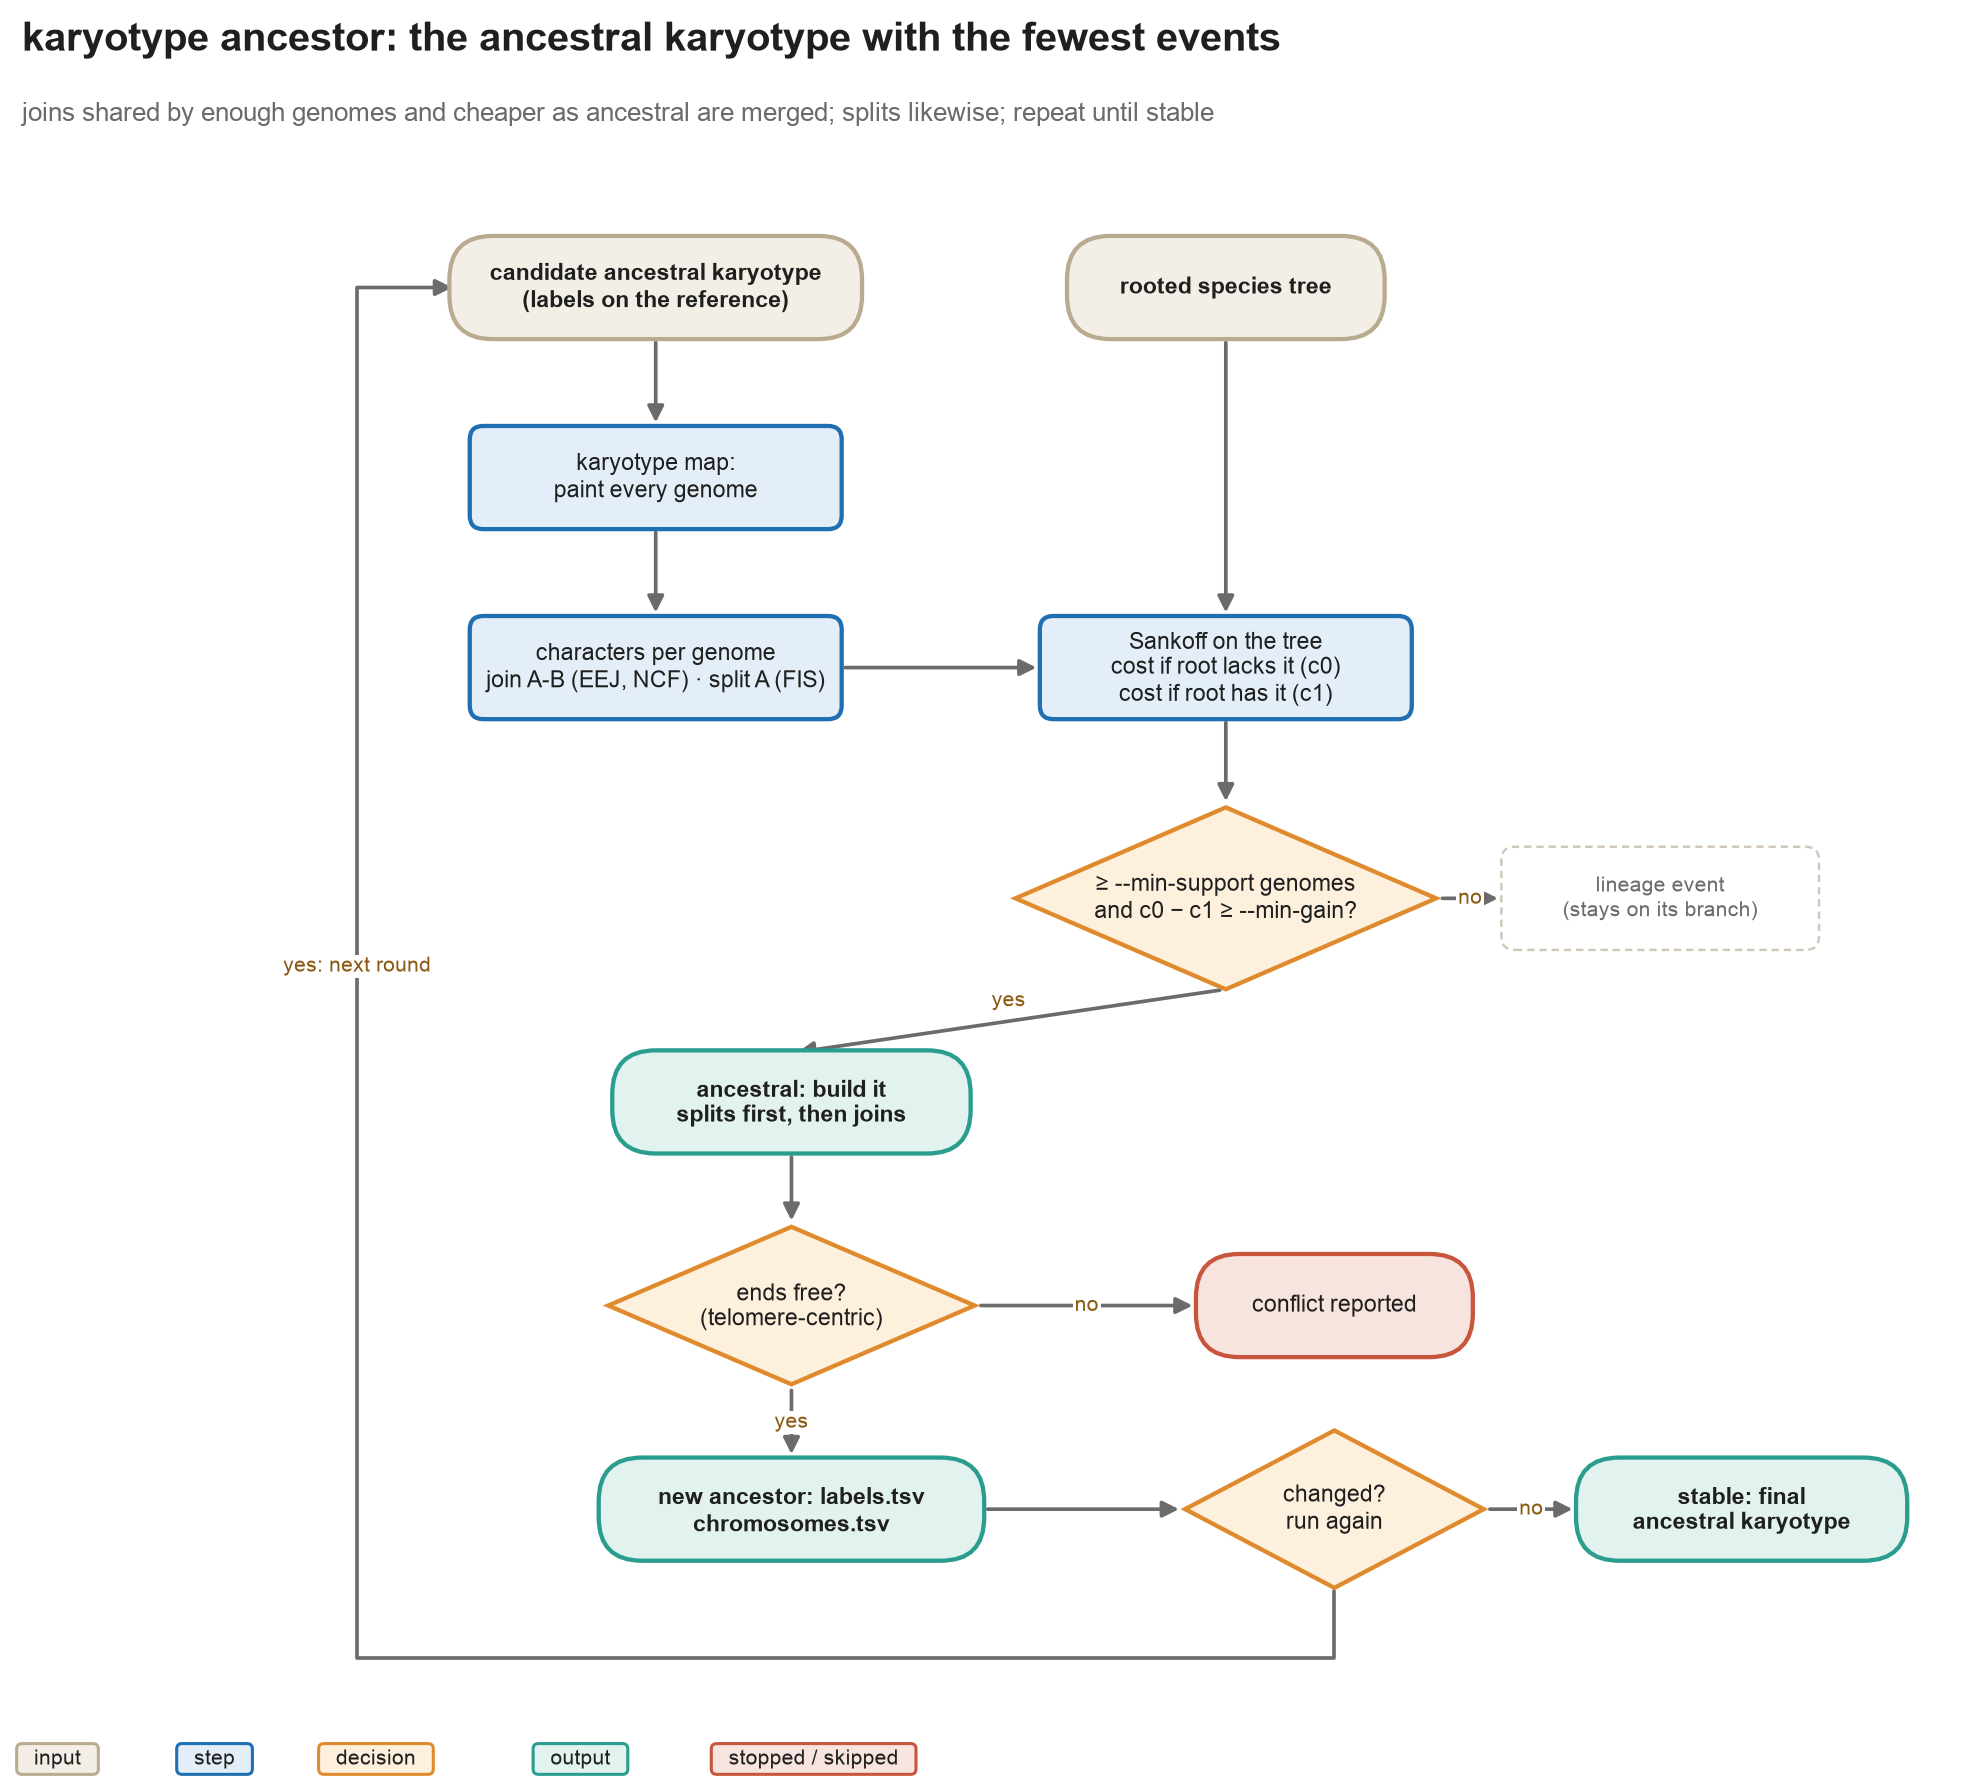 karyotype ancestor: the ancestral karyotype with the fewest events
joins shared by enough genomes and cheaper as ancestral are merged; splits likewise; repeat until stable
candidate ancestral karyotype
(labels on the reference)
rooted species tree
karyotype map:
paint every genome
characters per genome
join A-B (EEJ, NCF) · split A (FIS)
Sankoff on the tree
cost if root lacks it (c0)
cost if root has it (c1)
≥ --min-support genomes
and c0 − c1 ≥ --min-gain?
no
lineage event
(stays on its branch)
yes: next round
yes
ancestral: build it
splits first, then joins
ends free?
(telomere-centric)
no
conflict reported
yes
new ancestor: labels.tsv
chromosomes.tsv
changed?
run again
no
stable: final
ancestral karyotype
input
step
decision
output
stopped / skipped